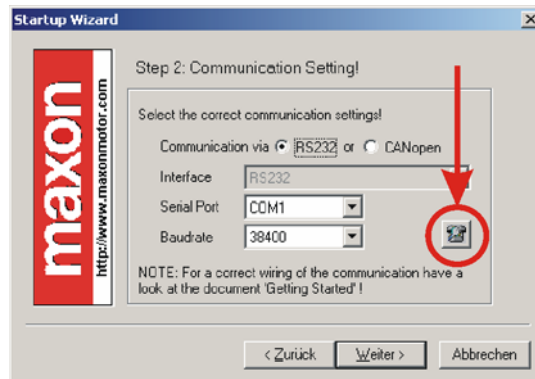 Startup Wizard
maxon
http://www.maxonmotor.com
Step 2: Communication Setting!
Select the correct communication settings!
Communication via RS232 or CANopen
Interface RS232
Serial Port COM1
Baudrate 38400
NOTE: For a correct wiring of the communication have a
look at the document 'Getting Started' !
< Zurück Weiter > Abbrechen